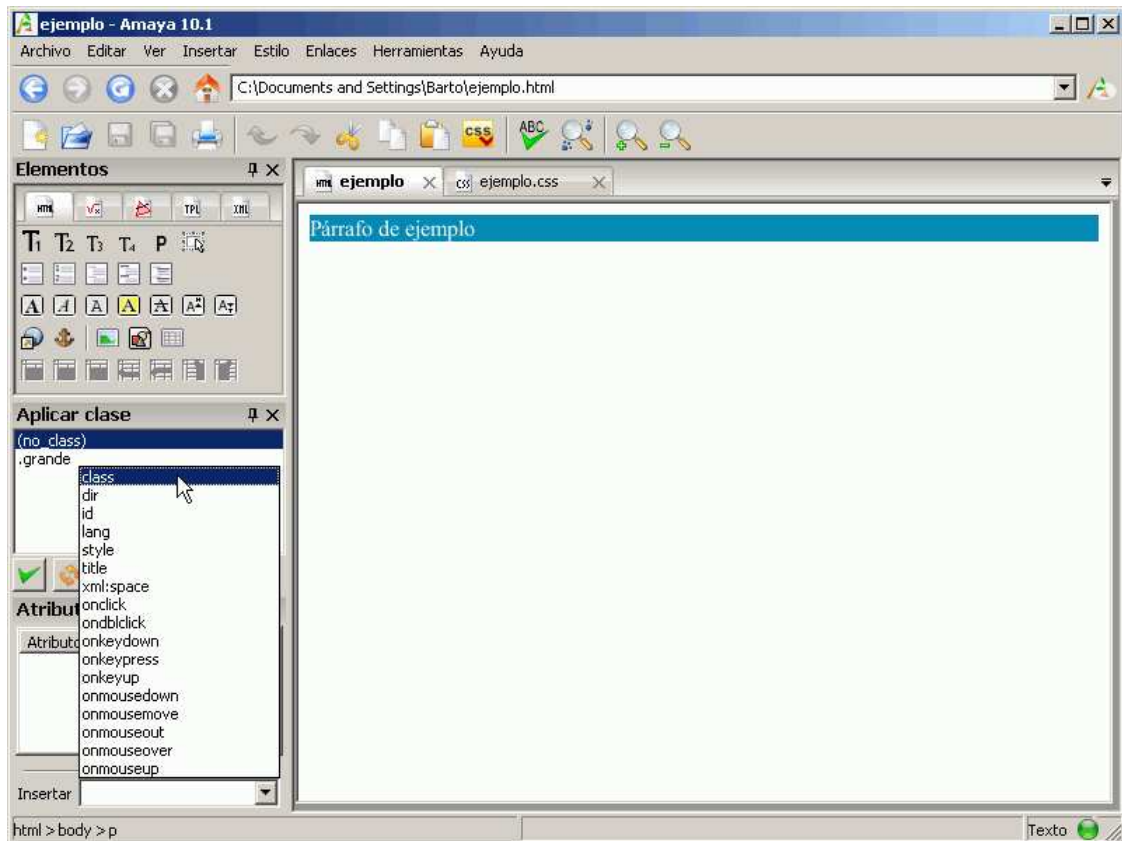 ejemplo - Amaya 10.1
Archivo Editar Ver Insertar Estilo Enlaces Herramientas Ayuda
C:\Documents and Settings\Barto\ejemplo.html
CSS ABC
Elementos
HTML √x TPL XML
ejemplo ejemplo.css
T1 T2 T3 T4 P
Párrafo de ejemplo
A A A A A A A
Aplicar clase
(no_class)
.grande
class
dir
id
lang
style
title
xml:space
onclick
Atribut
ondblclick
Atributo
onkeydown
onkeypress
onkeyup
onmousedown
onmousemove
onmouseout
onmouseover
onmouseup
Insertar
html > body > p
Texto